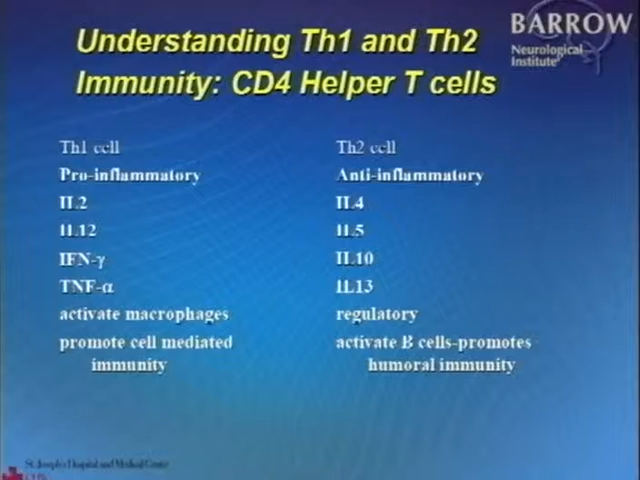 Understanding Th1 and Th2
Immunity: CD4 Helper T cells
BARROW
Neurological
Institute
Th1 cell
Pro-inflammatory
IL2
IL12
IFN-γ
TNF-α
activate macrophages
promote cell mediated
immunity
Th2 cell
Anti-inflammatory
IL4
IL5
IL10
IL13
regulatory
activate B cells-promotes
humoral immunity
St. Joseph's Hospital and Medical Center